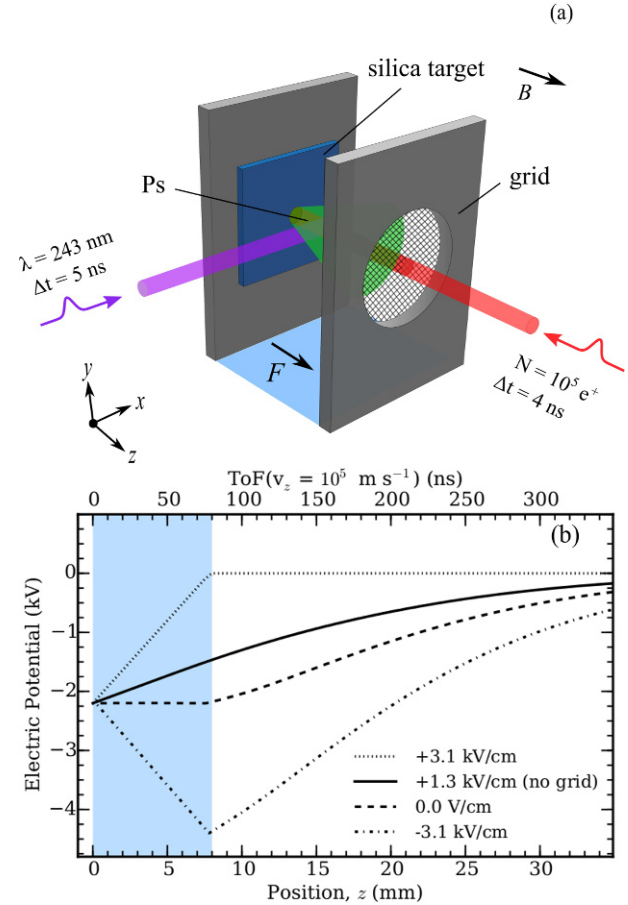 (a)
silica target
B
Ps
grid
λ = 243 nm
Δt = 5 ns
F
N = 10⁵ e⁺
Δt = 4 ns
y
x
z
ToF(v_z = 10⁵ m s⁻¹) (ns)
0 50 100 150 200 250 300
(b)
Electric Potential (kV)
0
−1
−2
−3
−4
+3.1 kV/cm
+1.3 kV/cm (no grid)
0.0 V/cm
-3.1 kV/cm
0 5 10 15 20 25 30
Position, z (mm)